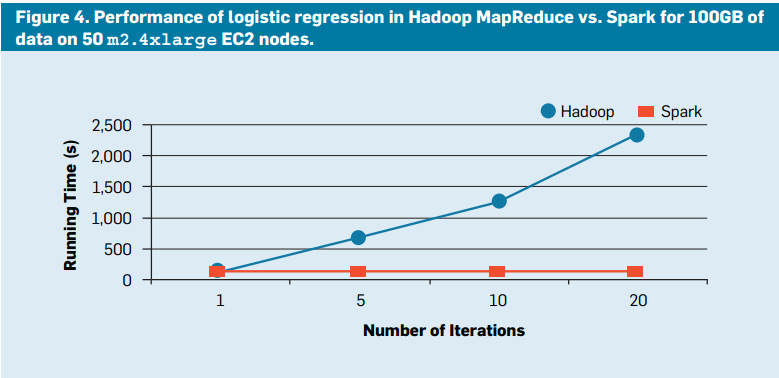 Figure 4. Performance of logistic regression in Hadoop MapReduce vs. Spark for 100GB of
data on 50 m2.4xlarge EC2 nodes.
Hadoop Spark
2,500
2,000
1,500
1,000
500
0
Running Time (s)
1 5 10 20
Number of Iterations